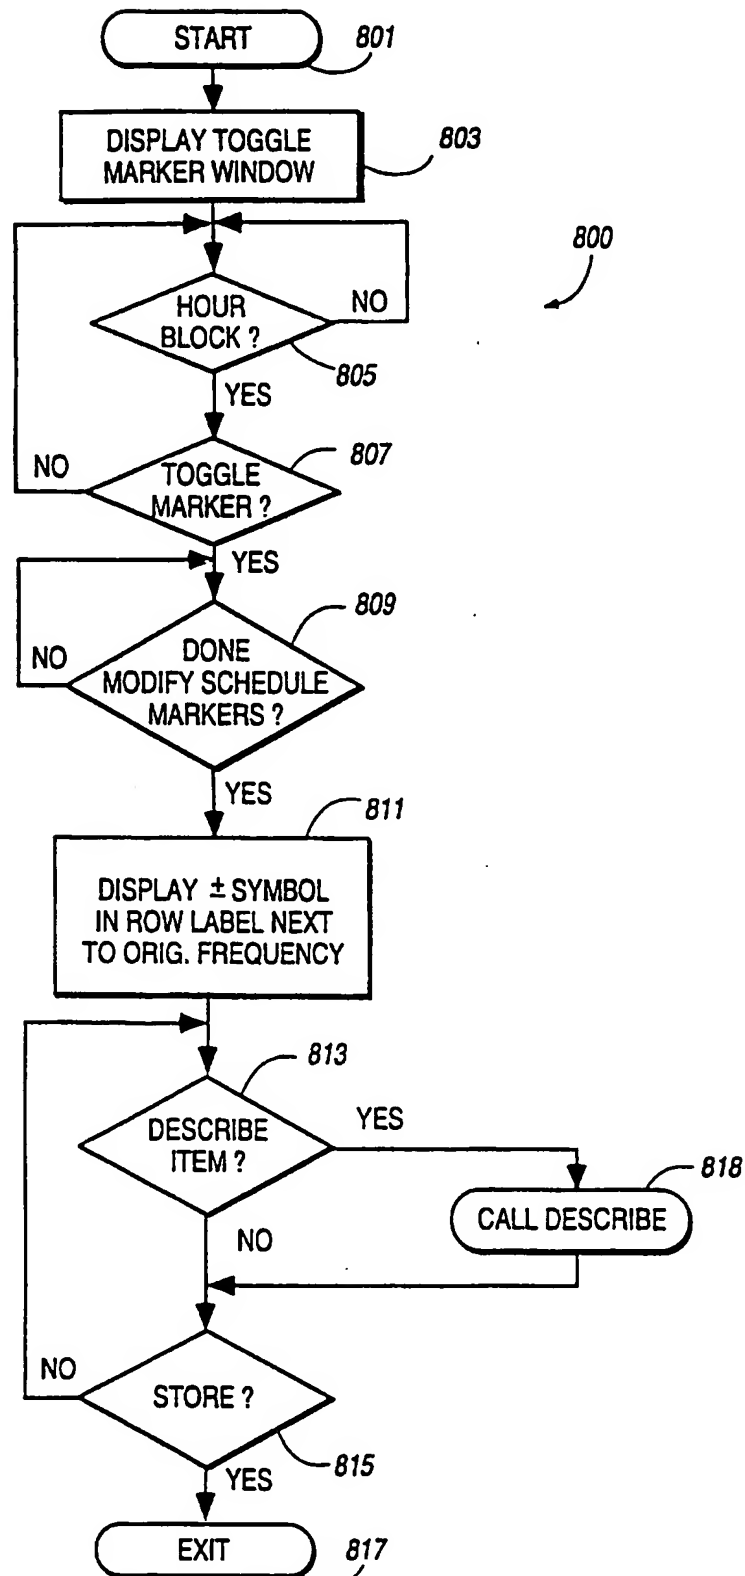 START
801
DISPLAY TOGGLE
MARKER WINDOW
803
800
HOUR
BLOCK ?
NO
805
YES
NO
TOGGLE
MARKER ?
807
YES
809
NO
DONE
MODIFY SCHEDULE
MARKERS ?
YES
811
DISPLAY ± SYMBOL
IN ROW LABEL NEXT
TO ORIG. FREQUENCY
813
DESCRIBE
ITEM ?
YES
818
CALL DESCRIBE
NO
NO
STORE ?
815
YES
EXIT
817